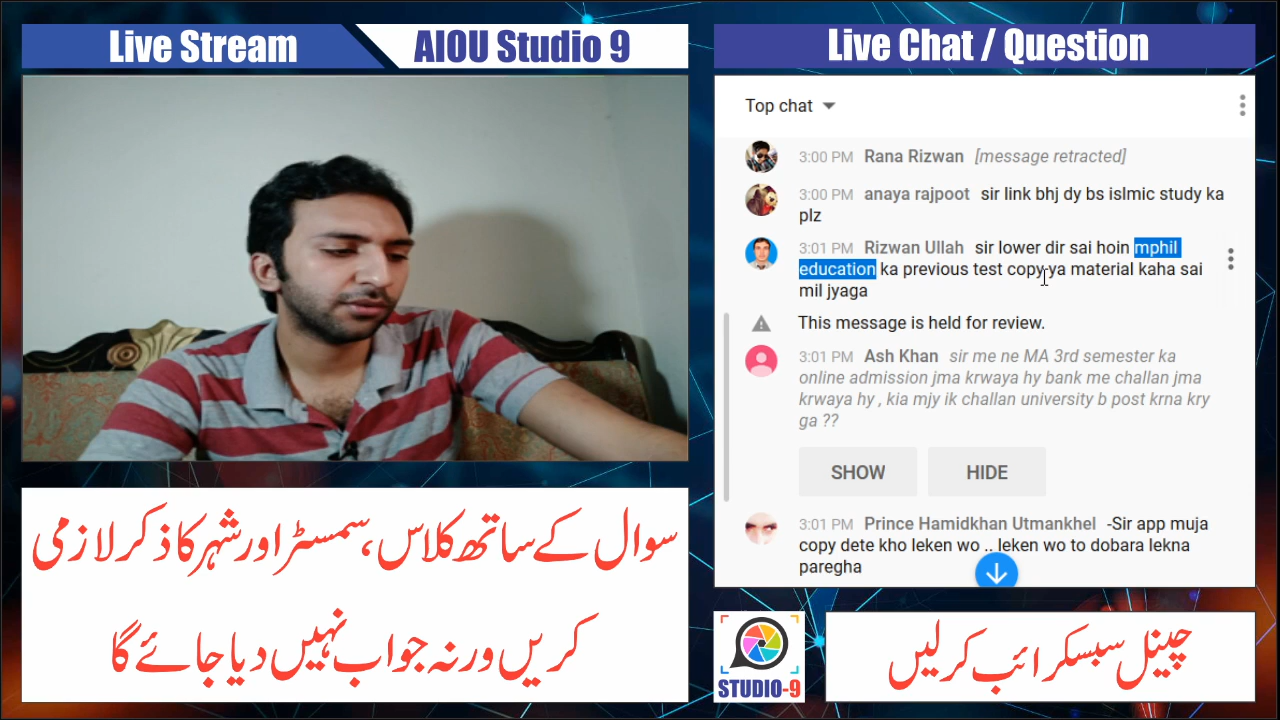 Live Stream
AIOU Studio 9
Live Chat / Question
Top chat
3:00 PM Rana Rizwan [message retracted]
3:00 PM anaya rajpoot sir link bhj dy bs islmic study ka
plz
3:01 PM Rizwan Ullah sir lower dir sai hoin mphil
education ka previous test copy ya material kaha sai
mil jyaga
This message is held for review.
3:01 PM Ash Khan sir me ne MA 3rd semester ka
online admission jma krwaya hy bank me challan jma
krwaya hy , kia mjy ik challan university b post krna kry
ga ??
SHOW HIDE
3:01 PM Prince Hamidkhan Utmankhel -Sir app muja
copy dete kho leken wo .. leken wo to dobara lekna
paregha
سوال کے ساتھ کلاس، سمسٹر اور شہر کا ذکر لازمی
کریں ورنہ جواب نہیں دیا جائے گا
STUDIO-9
چینل سبسکرائب کر لیں